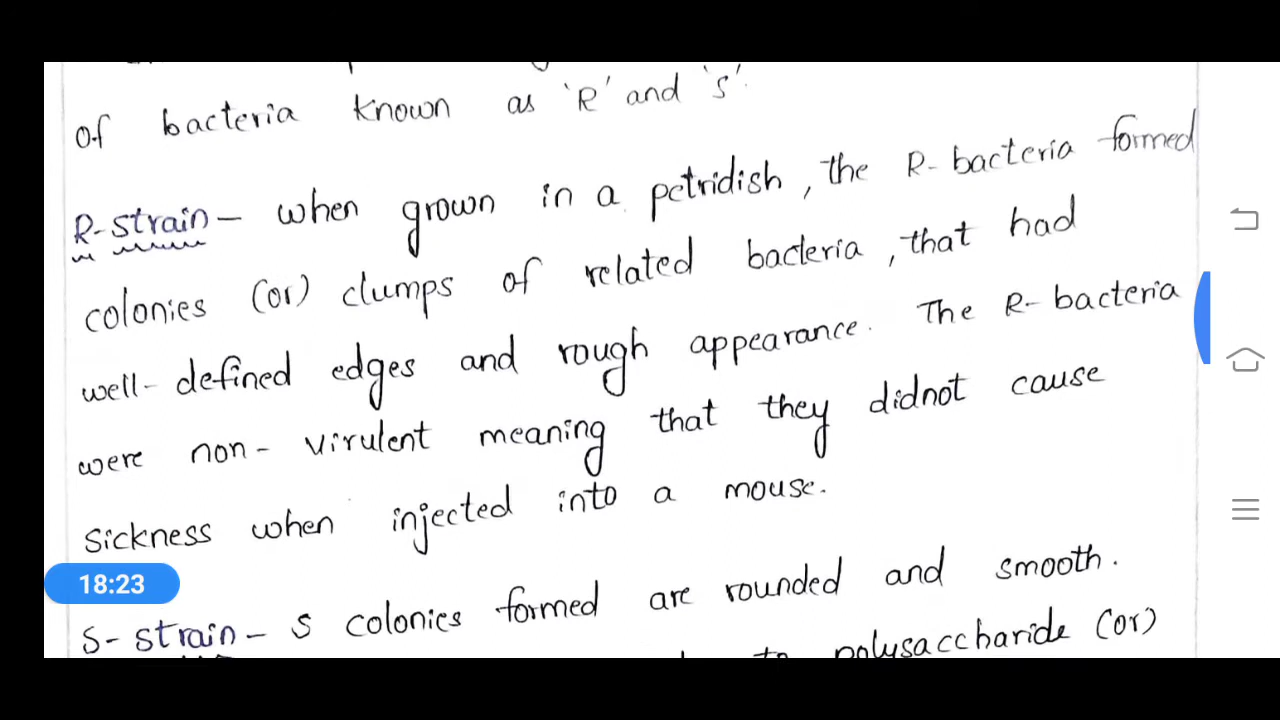 of bacteria known as 'R' and 's'.
R-strain - when grown in a petridish, the R-bacteria formed
colonies (or) clumps of related bacteria, that had
well-defined edges and rough appearance. The R-bacteria
were non-virulent meaning that they didnot cause
sickness when injected into a mouse.
18:23
S-strain - S colonies formed are rounded and smooth.
to polysaccharide (or)